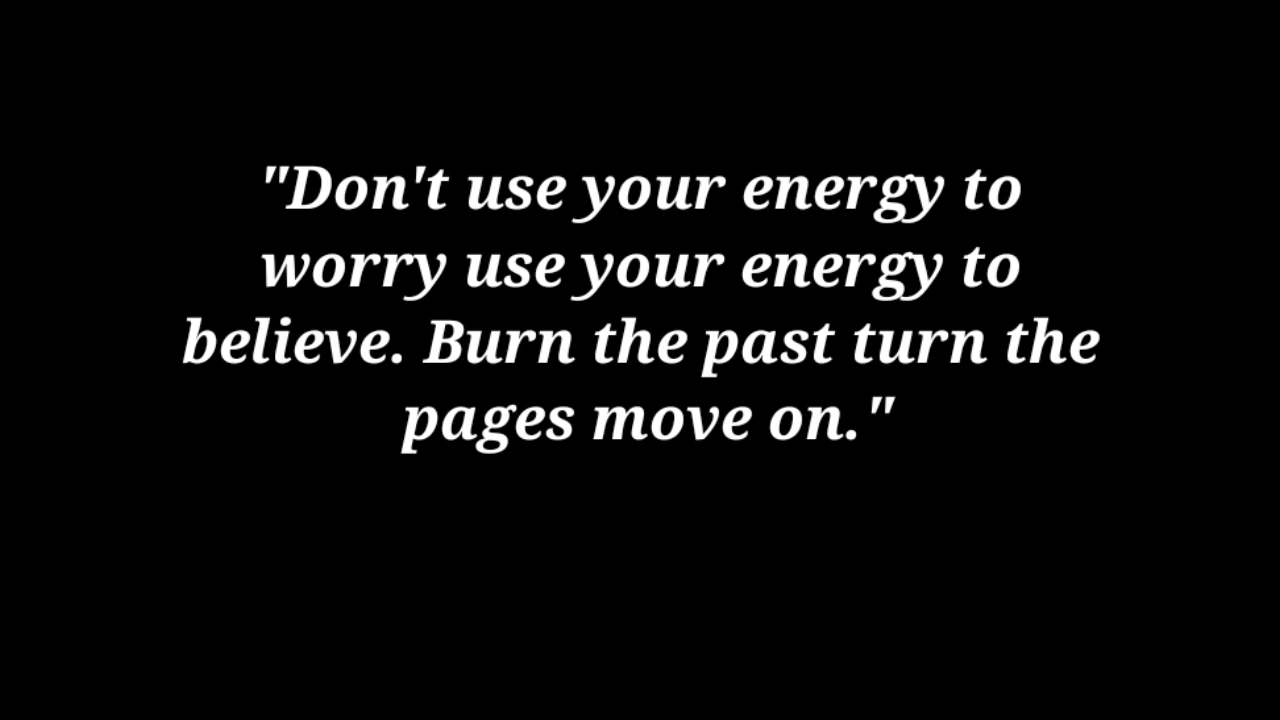 "Don't use your energy to
worry use your energy to
believe. Burn the past turn the
pages move on."